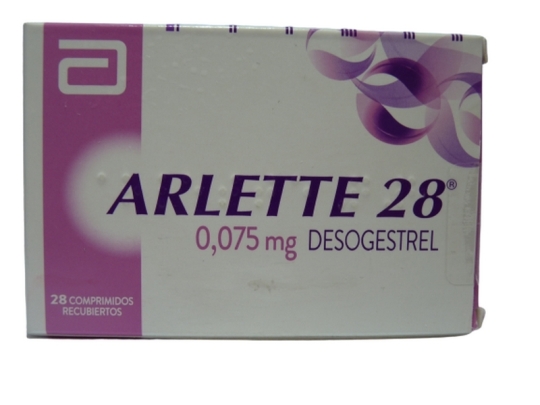 ARLETTE 28®
0,075 mg DESOGESTREL
28 COMPRIMIDOS
RECUBIERTOS